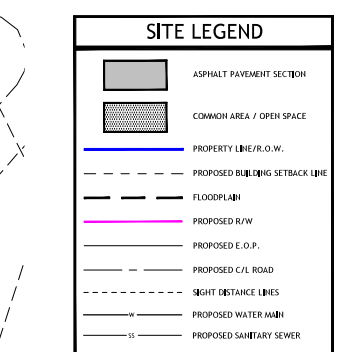 SITE LEGEND
ASPHALT PAVEMENT SECTION
COMMON AREA / OPEN SPACE
PROPERTY LINE/R.O.W.
PROPOSED BUILDING SETBACK LINE
FLOODPLAIN
PROPOSED R/W
PROPOSED E.O.P.
PROPOSED C/L ROAD
SIGHT DISTANCE LINES
W PROPOSED WATER MAIN
SS PROPOSED SANITARY SEWER